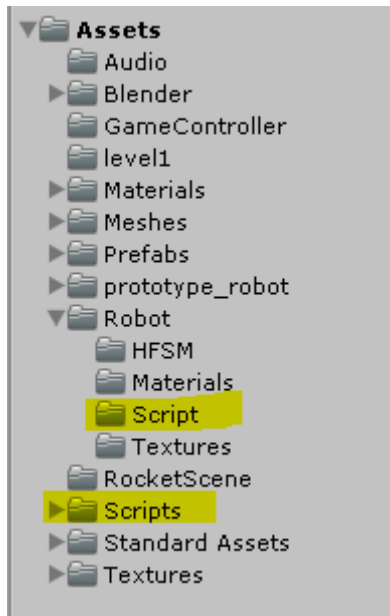 Assets
Audio
Blender
GameController
level1
Materials
Meshes
Prefabs
prototype_robot
Robot
HFSM
Materials
Script
Textures
RocketScene
Scripts
Standard Assets
Textures